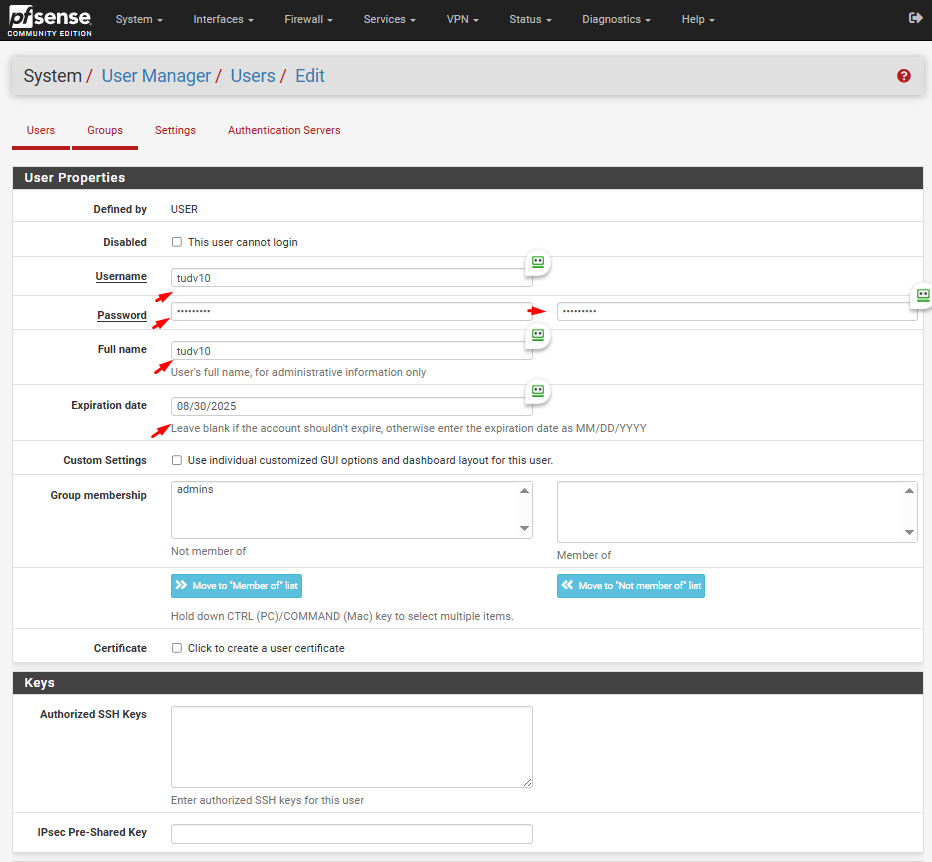 pfsense
COMMUNITY EDITION
System Interfaces Firewall Services VPN Status Diagnostics Help
System / User Manager / Users / Edit
Users Groups Settings Authentication Servers
User Properties
Defined by USER
Disabled This user cannot login
Username tudv10
Password ••••••••• •••••••••
Full name tudv10
User's full name, for administrative information only
Expiration date 08/30/2025
Leave blank if the account shouldn't expire, otherwise enter the expiration date as MM/DD/YYYY
Custom Settings Use individual customized GUI options and dashboard layout for this user.
Group membership admins
Not member of
Member of
Move to "Member of" list Move to "Not member of" list
Hold down CTRL (PC)/COMMAND (Mac) key to select multiple items.
Certificate Click to create a user certificate
Keys
Authorized SSH Keys
Enter authorized SSH keys for this user
IPsec Pre-Shared Key